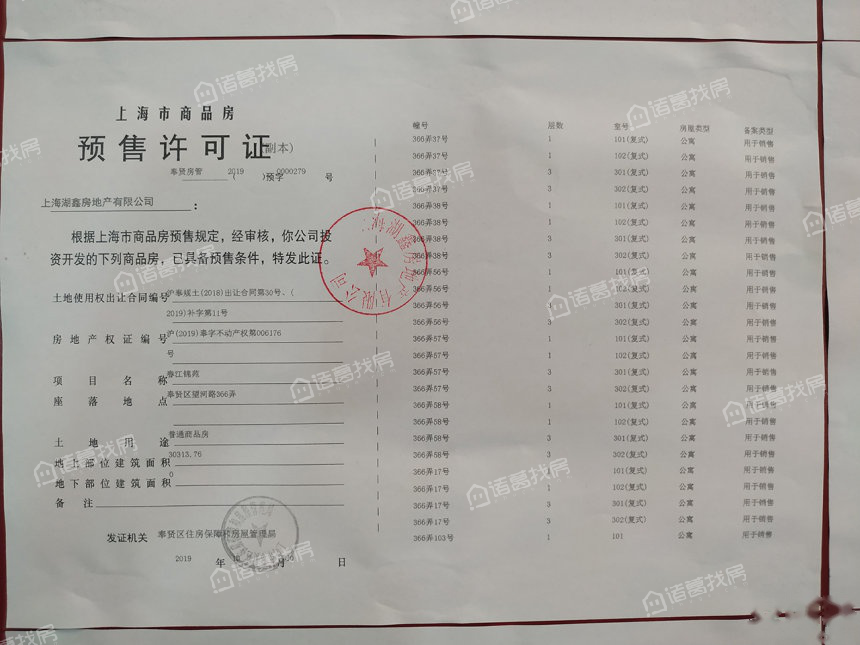 上海市商品房
预售许可证(副本)
奉贤房管(2019)预字0000279号
上海湖鑫房地产有限公司:
根据上海市商品房预售规定,经审核,你公司投
资开发的下列商品房,已具备预售条件,特发此证。
土地使用权出让合同编号 沪奉规土(2018)出让合同第30号、(
2019)补字第11号
房地产权证编号 沪(2019)奉字不动产权第006176
号
项目名称 春江锦苑
座落地点 奉贤区望河路366弄
土地用途 普通商品房
地上部位建筑面积 30313.76
地下部位建筑面积 0
备注
发证机关 奉贤区住房保障和房屋管理局
2019 年 月 日
幢号 层数 室号 房屋类型 备案类型
366弄37号 1 101(复式) 公寓 用于销售
366弄37号 1 102(复式) 公寓 用于销售
366弄37号 3 301(复式) 公寓 用于销售
366弄37号 3 302(复式) 公寓 用于销售
366弄38号 1 101(复式) 公寓 用于销售
366弄38号 1 102(复式) 公寓 用于销售
366弄38号 3 301(复式) 公寓 用于销售
366弄38号 3 302(复式) 公寓 用于销售
366弄56号 1 101(复式) 公寓 用于销售
366弄56号 1 102(复式) 公寓 用于销售
366弄56号 3 301(复式) 公寓 用于销售
366弄56号 3 302(复式) 公寓 用于销售
366弄57号 1 101(复式) 公寓 用于销售
366弄57号 1 102(复式) 公寓 用于销售
366弄57号 3 301(复式) 公寓 用于销售
366弄57号 3 302(复式) 公寓 用于销售
366弄58号 1 101(复式) 公寓 用于销售
366弄58号 1 102(复式) 公寓 用于销售
366弄58号 3 301(复式) 公寓 用于销售
366弄58号 3 302(复式) 公寓 用于销售
366弄17号 1 101(复式) 公寓 用于销售
366弄17号 1 102(复式) 公寓 用于销售
366弄17号 3 301(复式) 公寓 用于销售
366弄17号 3 302(复式) 公寓 用于销售
366弄103号 1 101 公寓 用于销售
诸葛找房